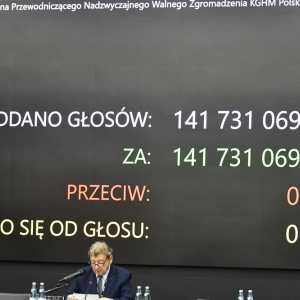 na Przewodniczącego Nadzwyczajnego Walnego Zgromadzenia KGHM Polsk
DDANO GŁOSÓW: 141 731 069
ZA: 141 731 069
PRZECIW: 0
O SIĘ OD GŁOSU: 0